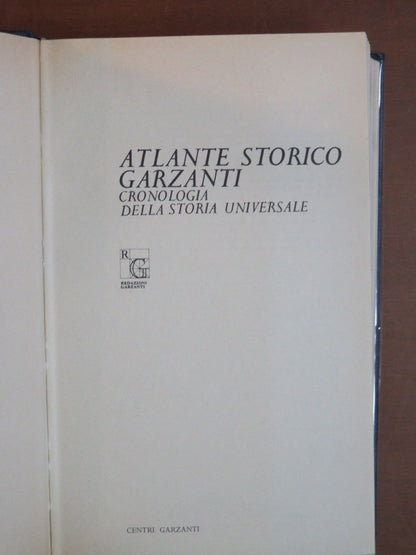 ATLANTE STORICO
GARZANTI
CRONOLOGIA
DELLA STORIA UNIVERSALE
R
G
E
REDAZIONI
GARZANTI
CENTRI GARZANTI